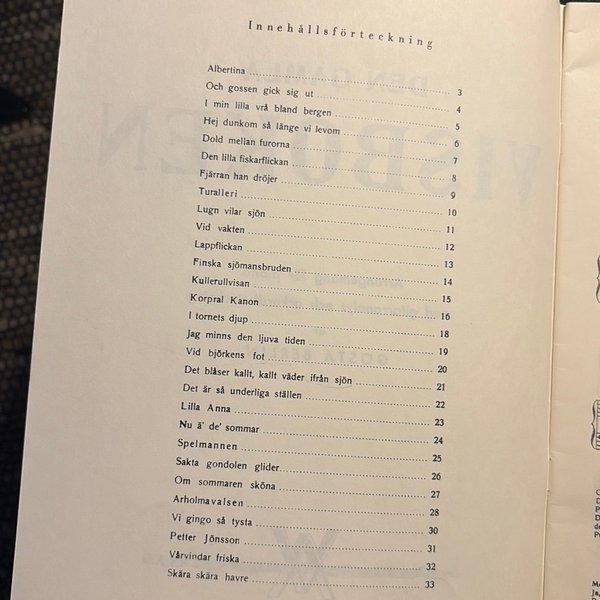 Innehållsförteckning
Albertina 3
Och gossen gick sig ut 4
I min lilla vrå bland bergen 5
Hej dunkom så länge vi levom 6
Dold mellan furorna 7
Den lilla fiskarflickan 8
Fjärran han dröjer 9
Turalleri 10
Lugn vilar sjön 11
Vid vakten 12
Lappflickan 13
Finska sjömansbruden 14
Kullerullvisan 15
Korpral Kanon 16
I tornets djup 18
Jag minns den ljuva tiden 19
Vid björkens fot 20
Det blåser kallt, kallt väder ifrån sjön 21
Det är så underliga ställen 22
Lilla Anna 23
Nu ä' de' sommar 24
Spelmannen 25
Sakta gondolen glider 26
Om sommaren sköna 27
Arholmavalsen 28
Vi gingo så tysta 30
Petter Jönsson 31
Vårvindar friska 32
Skära skära havre 33